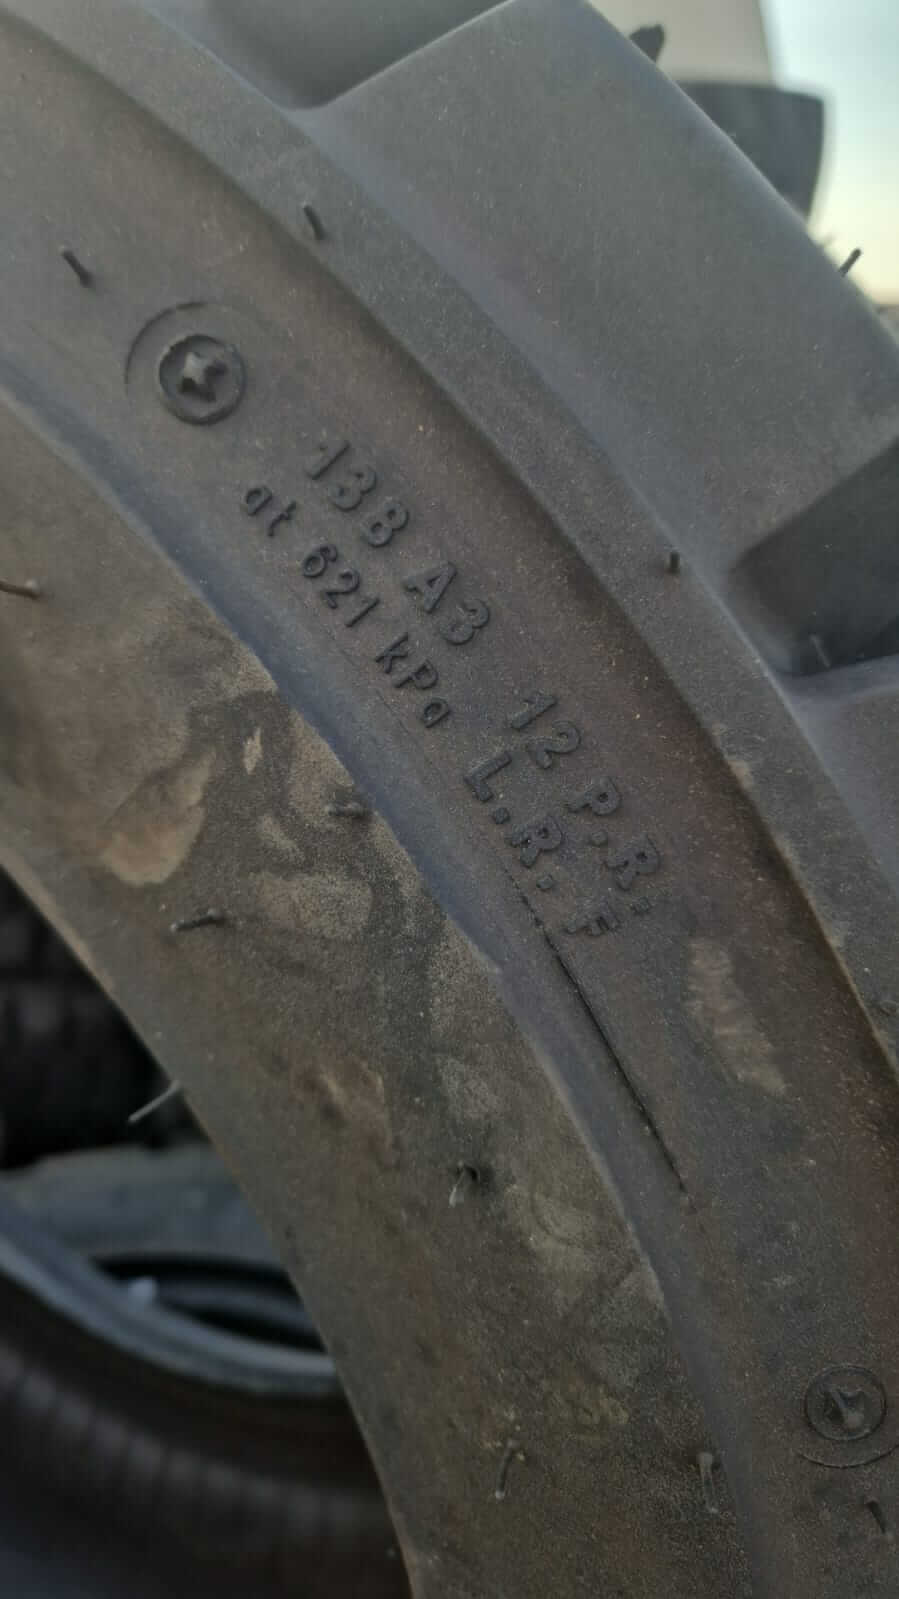 138 A3
at 621 kPa
12 P.R.
L.R. F